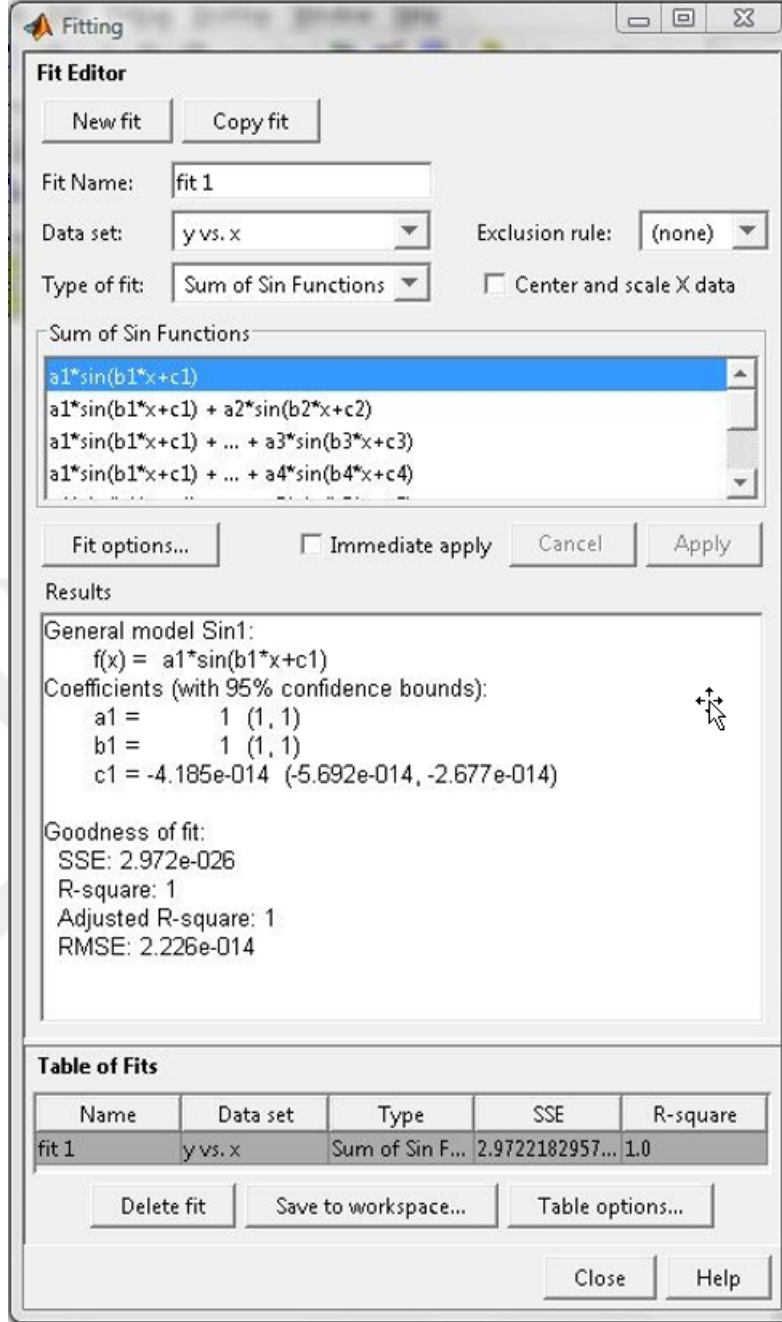 Fitting
Fit Editor
New fit Copy fit
Fit Name: fit 1
Data set: y vs. x Exclusion rule: (none)
Type of fit: Sum of Sin Functions Center and scale X data
Sum of Sin Functions
a1*sin(b1*x+c1)
a1*sin(b1*x+c1) + a2*sin(b2*x+c2)
a1*sin(b1*x+c1) + ... + a3*sin(b3*x+c3)
a1*sin(b1*x+c1) + ... + a4*sin(b4*x+c4)
Fit options... Immediate apply Cancel Apply
Results
General model Sin1:
f(x) = a1*sin(b1*x+c1)
Coefficients (with 95% confidence bounds):
a1 = 1 (1, 1)
b1 = 1 (1, 1)
c1 = -4.185e-014 (-5.692e-014, -2.677e-014)
Goodness of fit:
SSE: 2.972e-026
R-square: 1
Adjusted R-square: 1
RMSE: 2.226e-014
Table of Fits
Name Data set Type SSE R-square
fit 1 y vs. x Sum of Sin F... 2.9722182957... 1.0
Delete fit Save to workspace... Table options...
Close Help